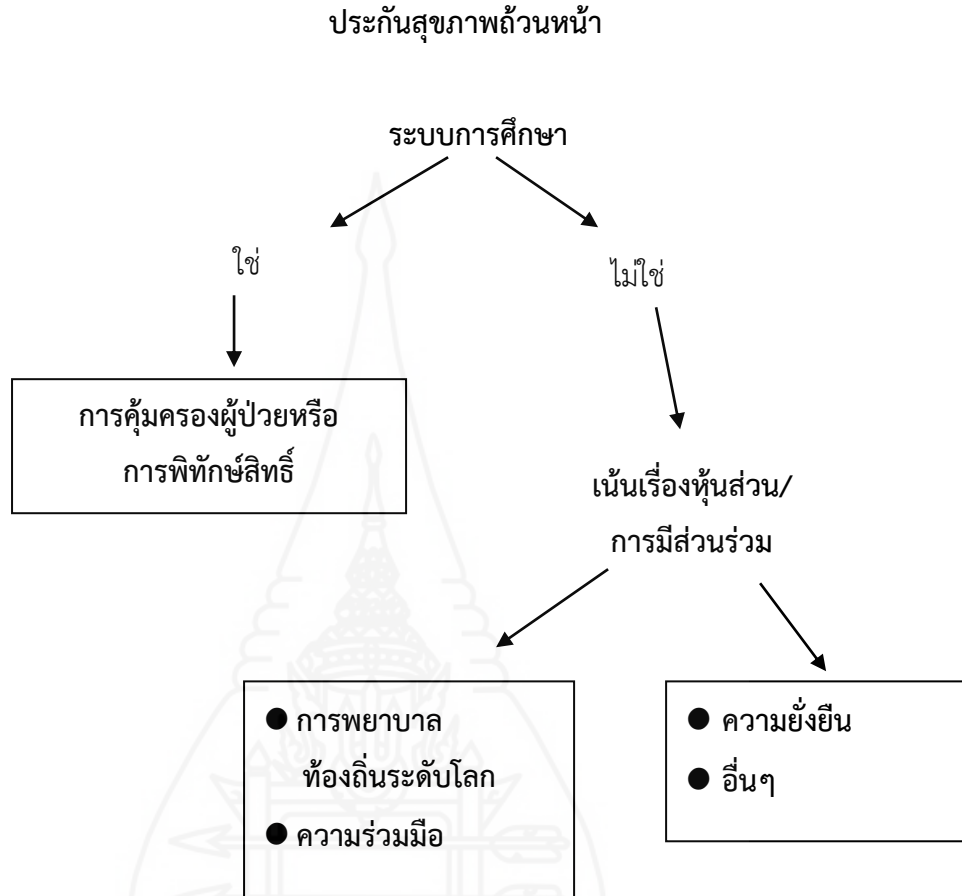 ประกันสุขภาพถ้วนหน้า
ระบบการศึกษา
ใช่
ไม่ใช่
การคุ้มครองผู้ป่วยหรือ
การพิทักษ์สิทธิ์
เน้นเรื่องหุ้นส่วน/
การมีส่วนร่วม
● การพยาบาล
ท้องถิ่นระดับโลก
● ความร่วมมือ
● ความยั่งยืน
● อื่นๆ